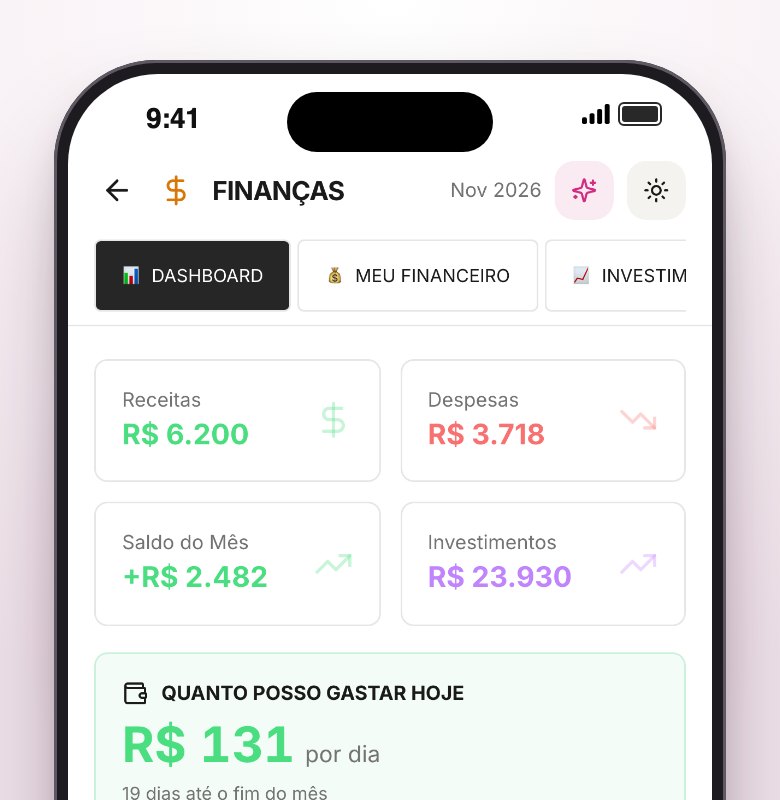 9:41
FINANÇAS
Nov 2026
DASHBOARD
MEU FINANCEIRO
INVESTIM
Receitas
R$ 6.200
Despesas
R$ 3.718
Saldo do Mês
+R$ 2.482
Investimentos
R$ 23.930
QUANTO POSSO GASTAR HOJE
R$ 131 por dia
19 dias até o fim do mês